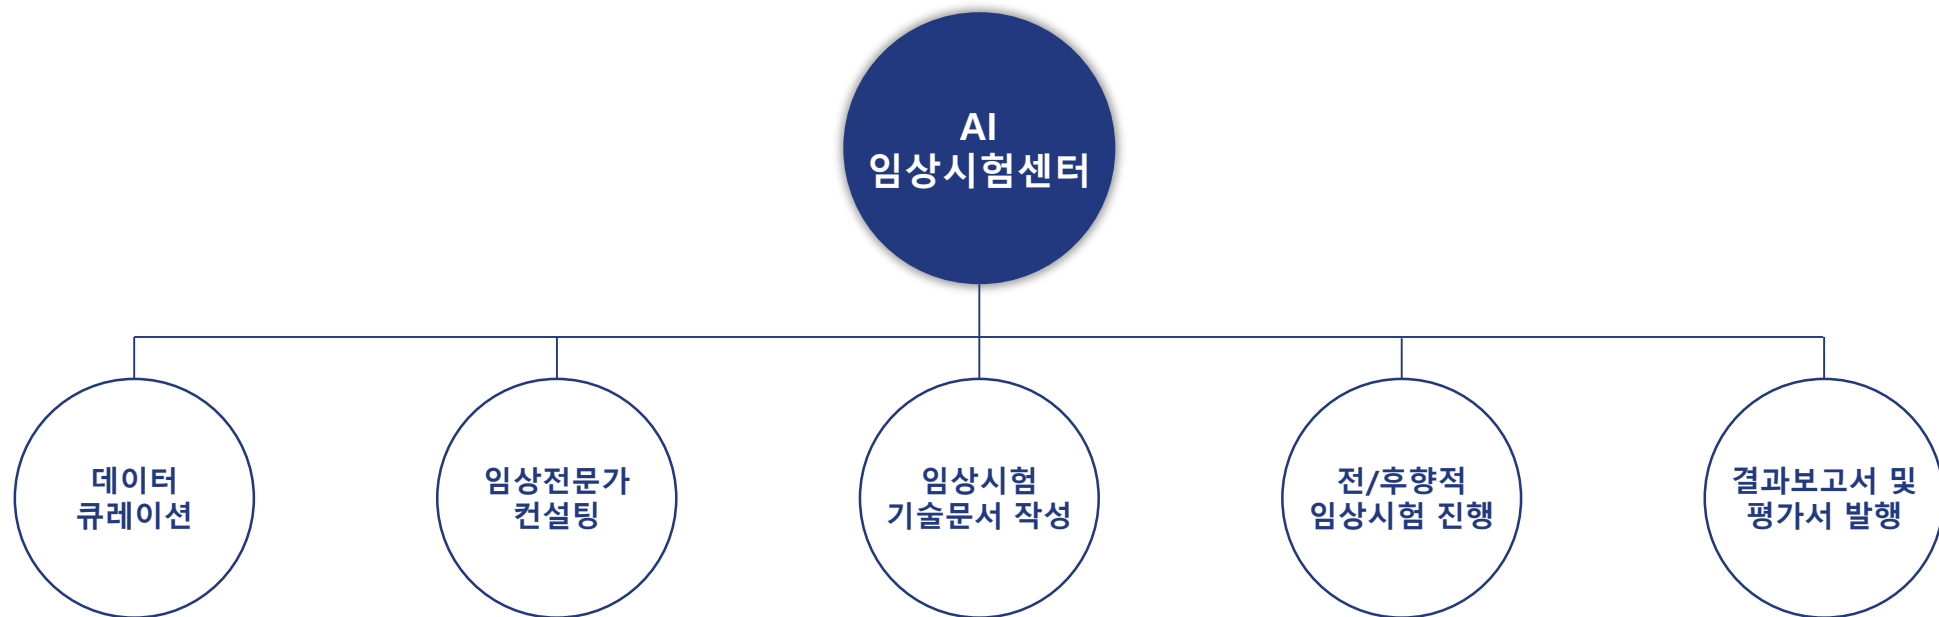 AI
임상시험센터
데이터
큐레이션
임상전문가
컨설팅
임상시험
기술문서 작성
전/후향적
임상시험 진행
결과보고서 및
평가서 발행